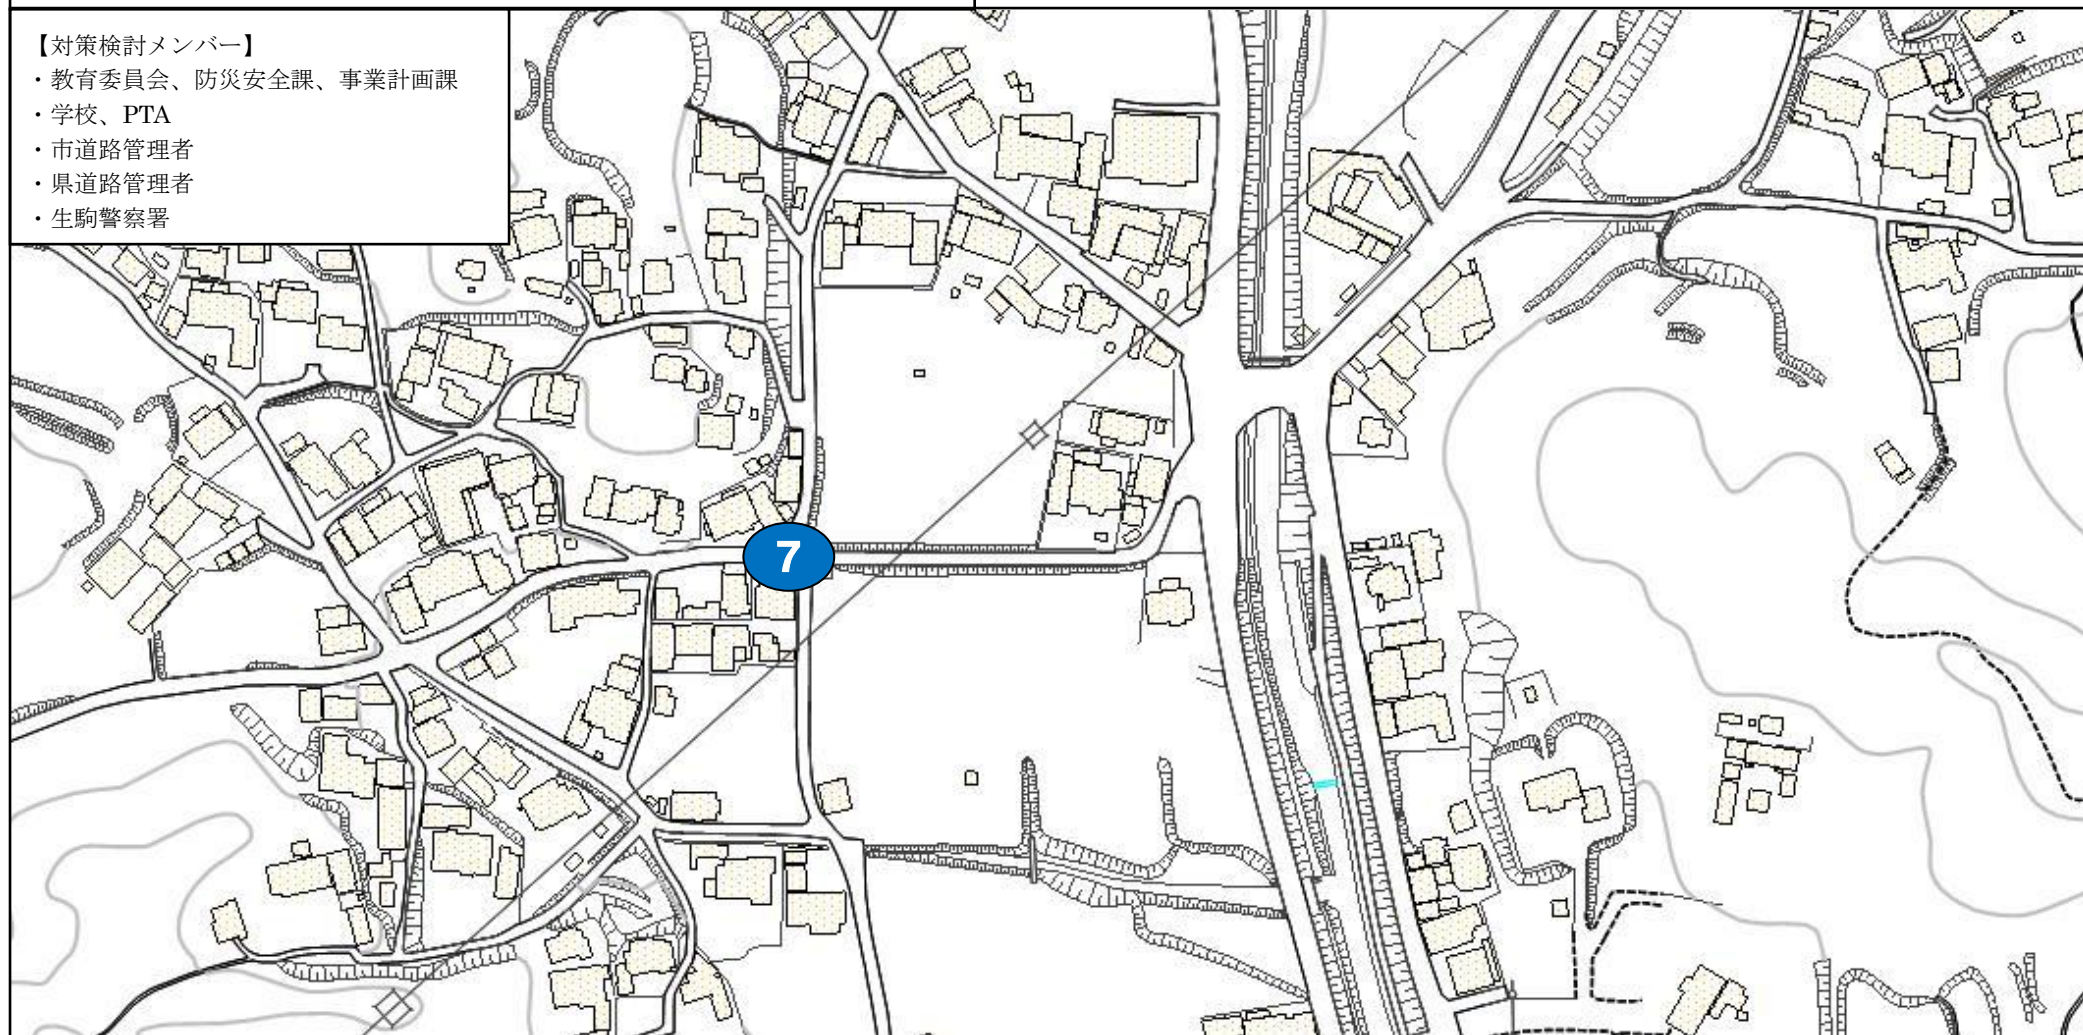 【対策検討メンバー】
・教育委員会、防災安全課、事業計画課
・学校、PTA
・市道路管理者
・県道路管理者
・生駒警察署
7